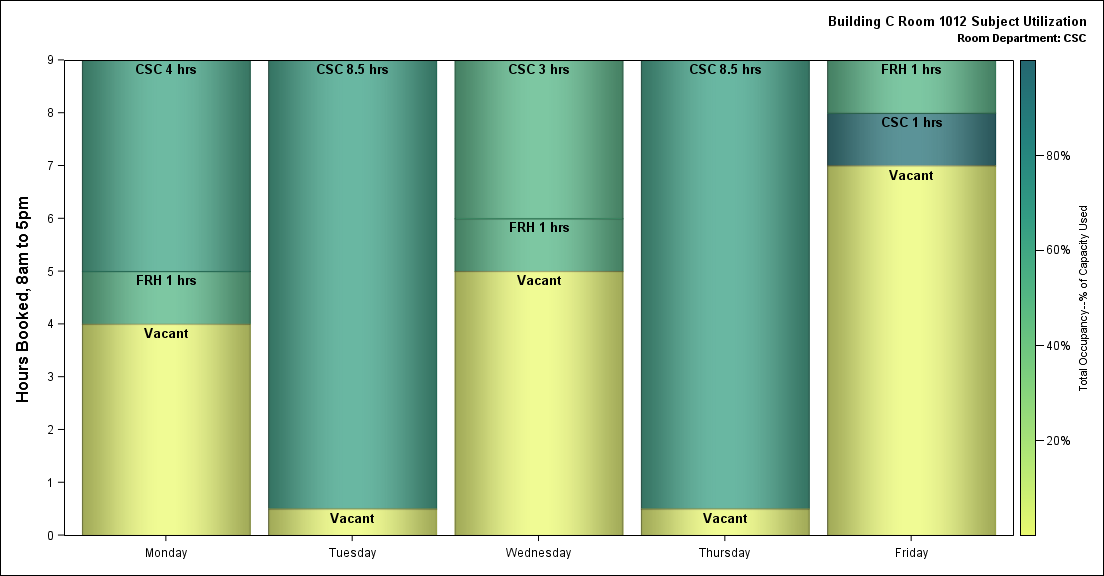 Building C Room 1012 Subject Utilization
Room Department: CSC
Hours Booked, 8am to 5pm
9
8
7
6
5
4
3
2
1
0
CSC 4 hrs
FRH 1 hrs
Vacant
CSC 8.5 hrs
Vacant
CSC 3 hrs
FRH 1 hrs
Vacant
CSC 8.5 hrs
Vacant
FRH 1 hrs
CSC 1 hrs
Vacant
Monday
Tuesday
Wednesday
Thursday
Friday
80%
60%
40%
20%
Total Occupancy--% of Capacity Used